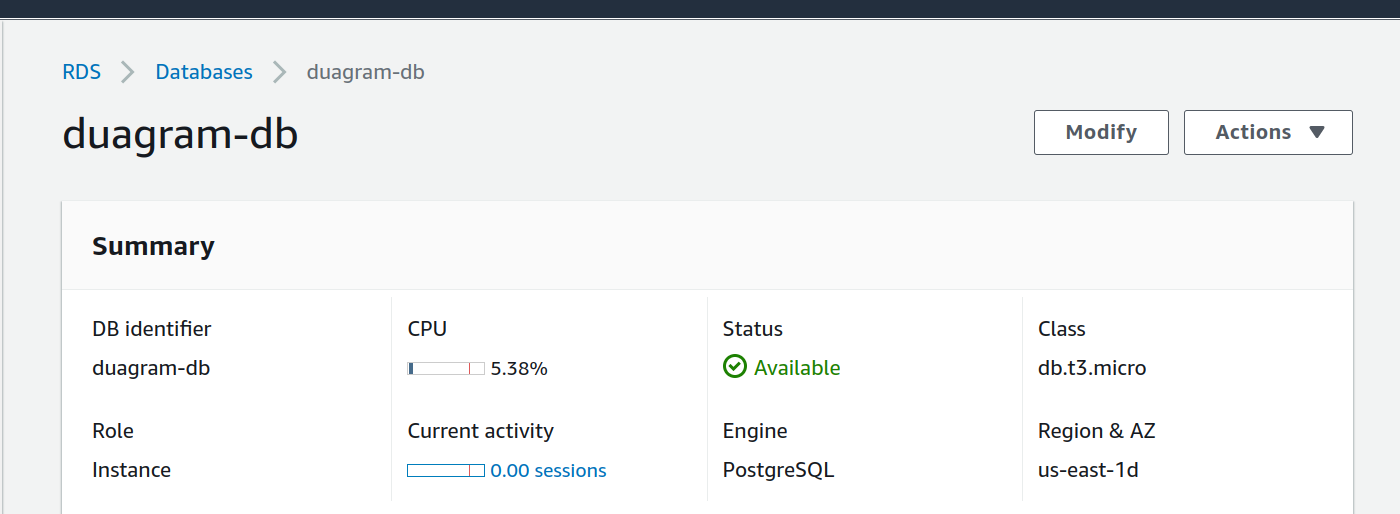 RDS > Databases > duagram-db
duagram-db
Modify
Actions ▼
Summary
DB identifier
duagram-db
CPU
5.38%
Status
Available
Class
db.t3.micro
Role
Instance
Current activity
0.00 sessions
Engine
PostgreSQL
Region & AZ
us-east-1d